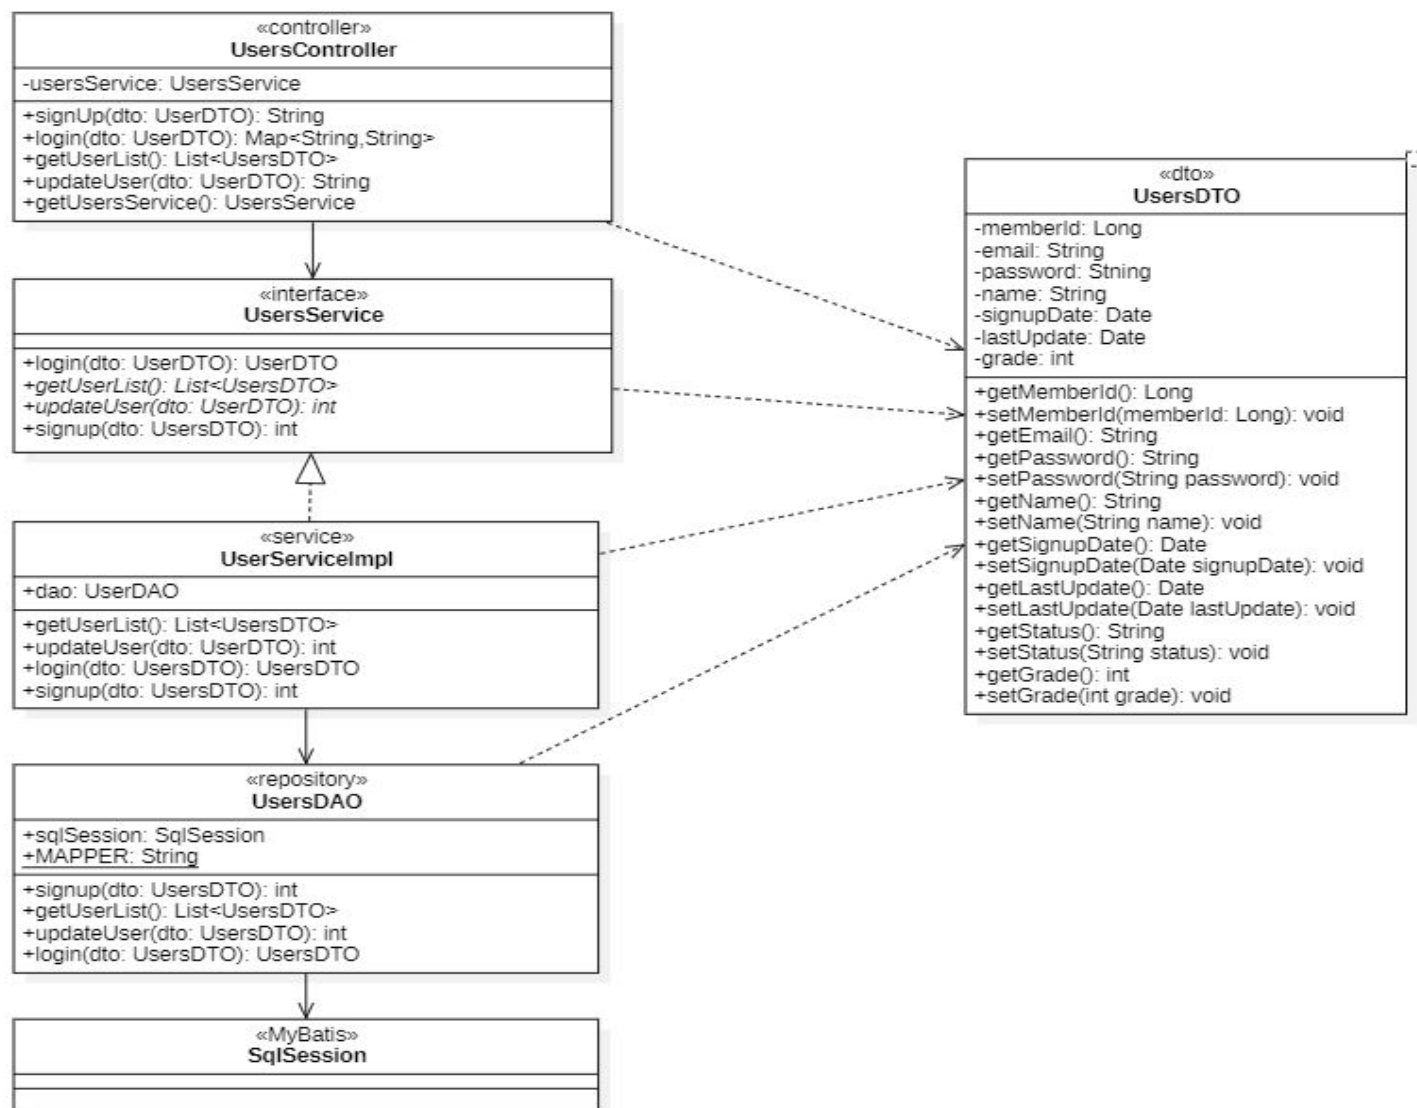 «controller»
UsersController
-usersService: UsersService
+signUp(dto: UserDTO): String
+login(dto: UserDTO): Map<String,String>
+getUserList(): List<UsersDTO>
+updateUser(dto: UserDTO): String
+getUsersService(): UsersService
«interface»
UsersService
+login(dto: UserDTO): UserDTO
+getUserList(): List<UsersDTO>
+updateUser(dto: UserDTO): int
+signup(dto: UsersDTO): int
«service»
UserServiceImpl
+dao: UserDAO
+getUserList(): List<UsersDTO>
+updateUser(dto: UserDTO): int
+login(dto: UsersDTO): UsersDTO
+signup(dto: UsersDTO): int
«repository»
UsersDAO
+sqlSession: SqlSession
+MAPPER: String
+signup(dto: UsersDTO): int
+getUserList(): List<UsersDTO>
+updateUser(dto: UsersDTO): int
+login(dto: UsersDTO): UsersDTO
«MyBatis»
SqlSession
«dto»
UsersDTO
-memberId: Long
-email: String
-password: Stning
-name: String
-signupDate: Date
-lastUpdate: Date
-grade: int
+getMemberId(): Long
+setMemberId(memberId: Long): void
+getEmail(): String
+getPassword(): String
+setPassword(String password): void
+getName(): String
+setName(String name): void
+getSignupDate(): Date
+setSignupDate(Date signupDate): void
+getLastUpdate(): Date
+setLastUpdate(Date lastUpdate): void
+getStatus(): String
+setStatus(String status): void
+getGrade(): int
+setGrade(int grade): void